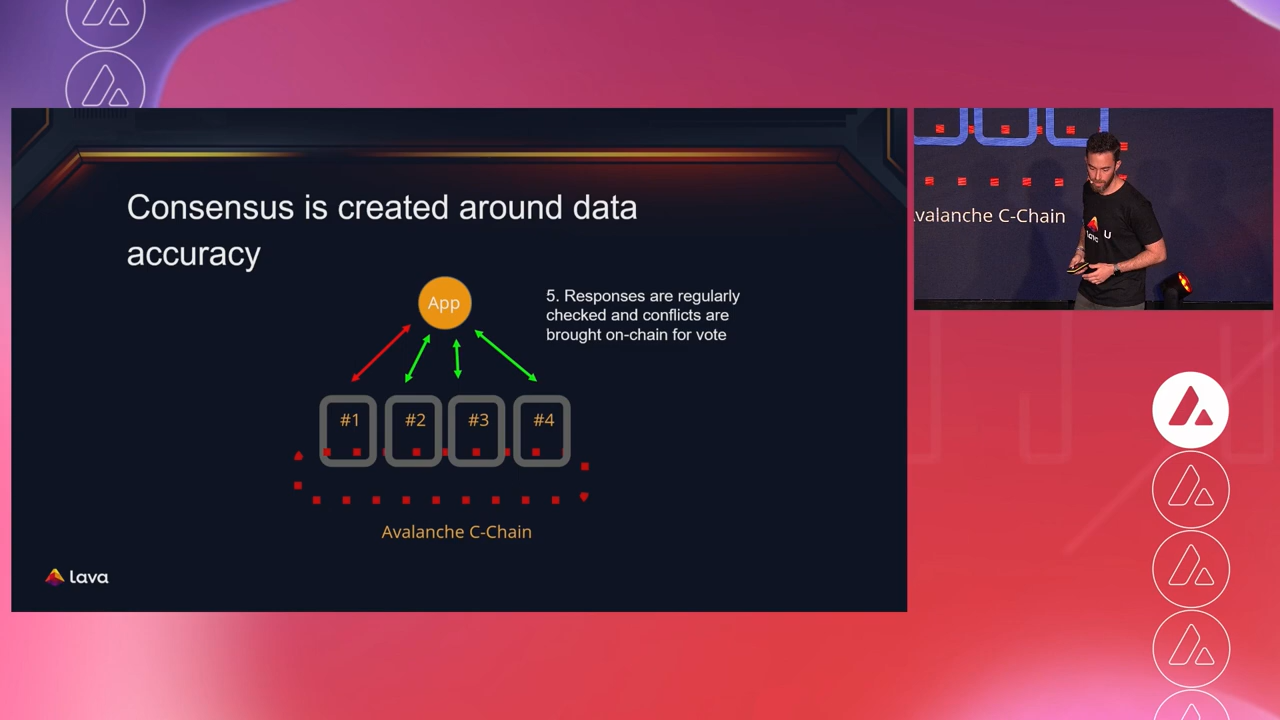 Consensus is created around data
accuracy
App
5. Responses are regularly
checked and conflicts are
brought on-chain for vote
#1 #2 #3 #4
Avalanche C-Chain
lava
valanche C-Chain
lava